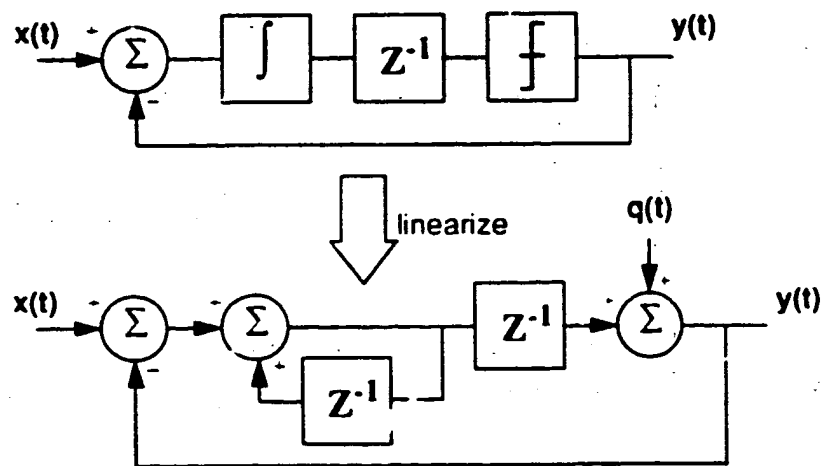 x(t) + Σ ∫ Z-1 y(t)
-
linearize
q(t)
x(t) + Σ + Σ Z-1 + Σ + y(t)
- + Z-1